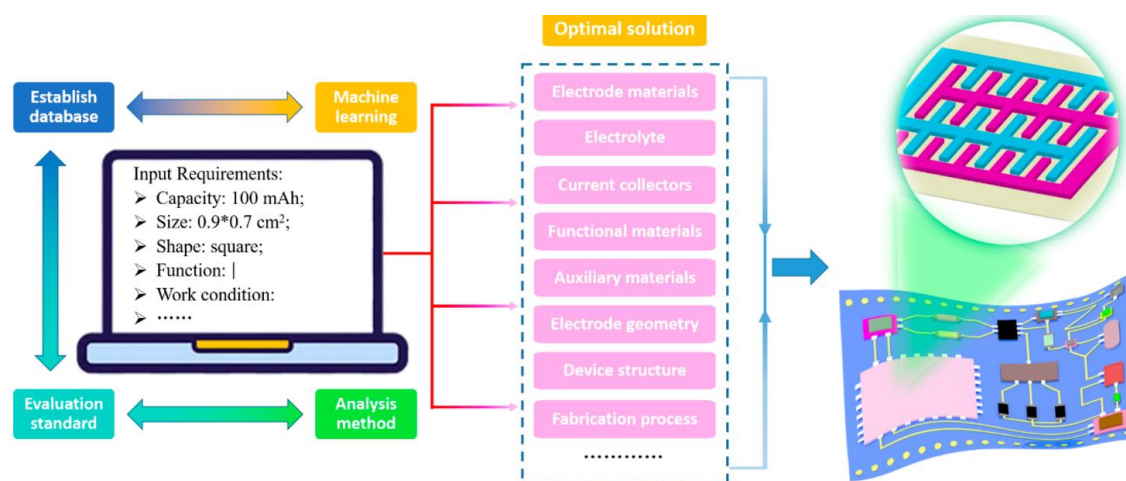 Optimal solution
Establish
database
Machine
learning
Input Requirements:
➢ Capacity: 100 mAh;
➢ Size: 0.9*0.7 cm²;
➢ Shape: square;
➢ Function: |
➢ Work condition:
➢ ······
Evaluation
standard
Analysis
method
Electrode materials
Electrolyte
Current collectors
Functional materials
Auxiliary materials
Electrode geometry
Device structure
Fabrication process
············